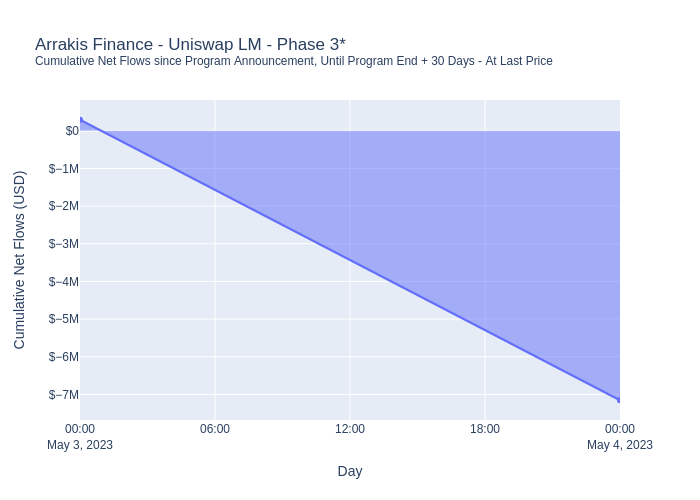 Arrakis Finance - Uniswap LM - Phase 3*
Cumulative Net Flows since Program Announcement, Until Program End + 30 Days - At Last Price
Cumulative Net Flows (USD)
$0
$−1M
$−2M
$−3M
$−4M
$−5M
$−6M
$−7M
00:00 06:00 12:00 18:00 00:00
May 3, 2023 May 4, 2023
Day